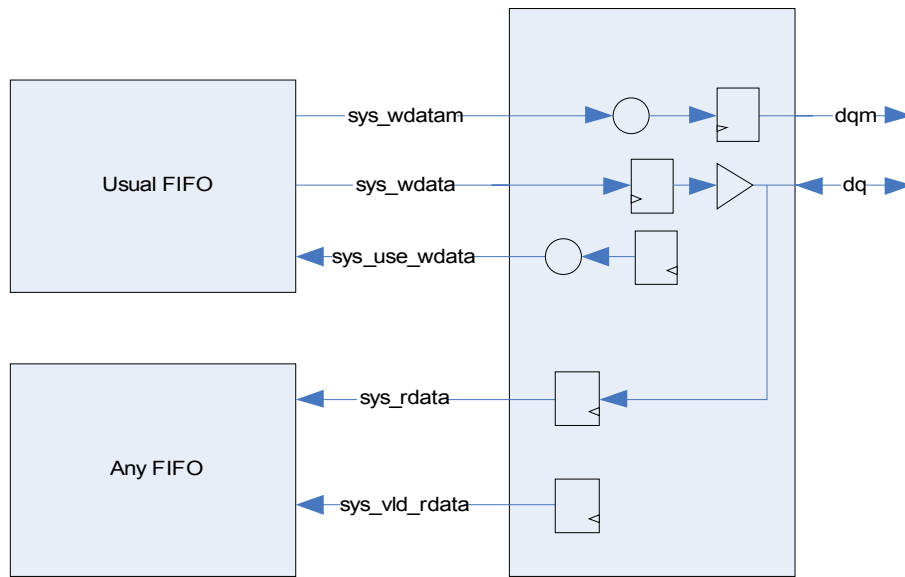 sys_wdatam
dqm
Usual FIFO
sys_wdata
dq
sys_use_wdata
sys_rdata
Any FIFO
sys_vld_rdata